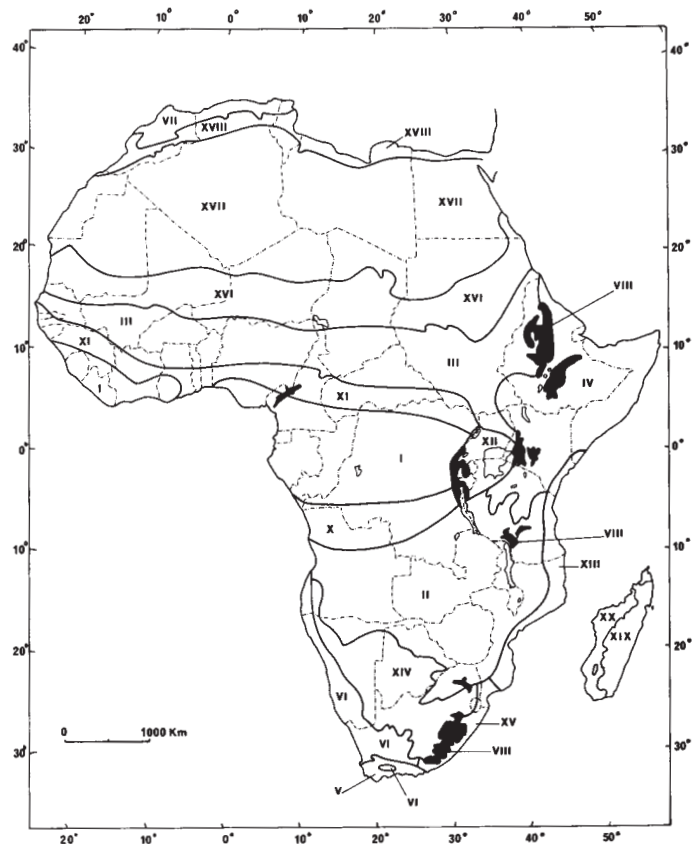 20° 10° 0° 10° 20° 30° 40° 50°
40° 40°
VII XVIII XVIII
30° 30°
XVII XVII
20° 20°
XVI XVI VIII
III
XI III
10° 10°
I XI IV
XII
0° I 0°
X
VIII
10° 10°
XIII
II
XX
XIX
20° 20°
XIV
VI
0 1000 Km
XV
VI
VIII
30° 30°
V VI
20° 10° 0° 10° 20° 30° 40° 50°